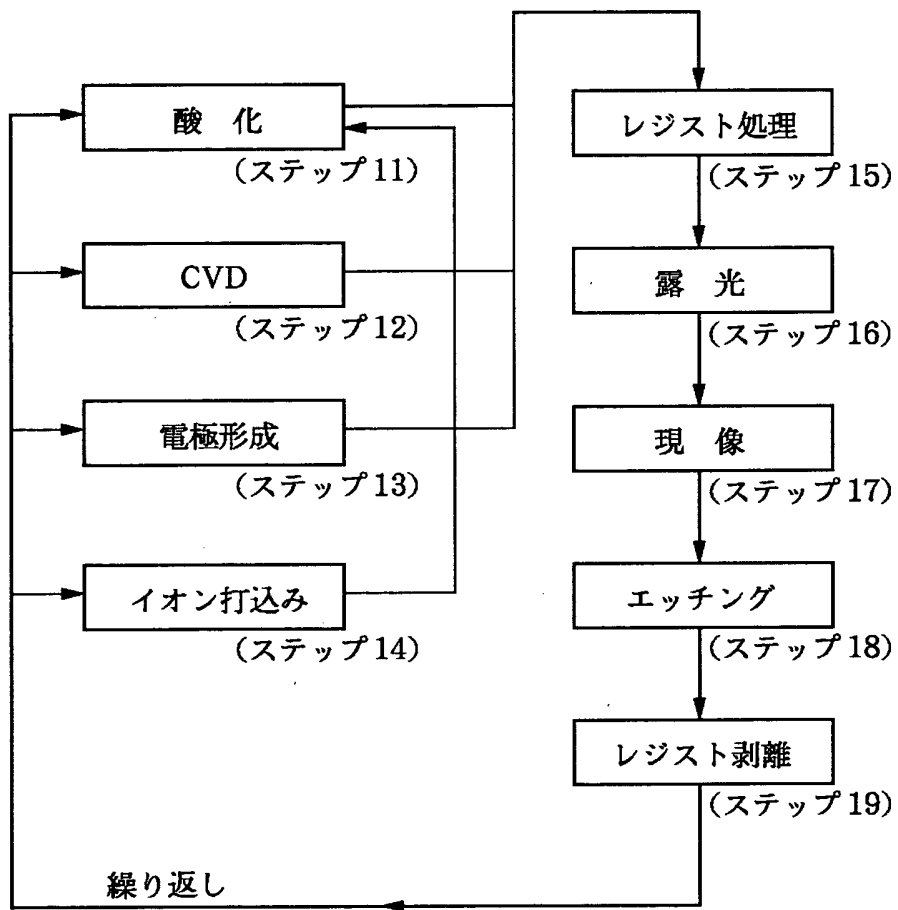 酸 化
(ステップ11)
CVD
(ステップ12)
電極形成
(ステップ13)
イオン打込み
(ステップ14)
レジスト処理
(ステップ15)
露 光
(ステップ16)
現 像
(ステップ17)
エッチング
(ステップ18)
レジスト剥離
(ステップ19)
繰り返し